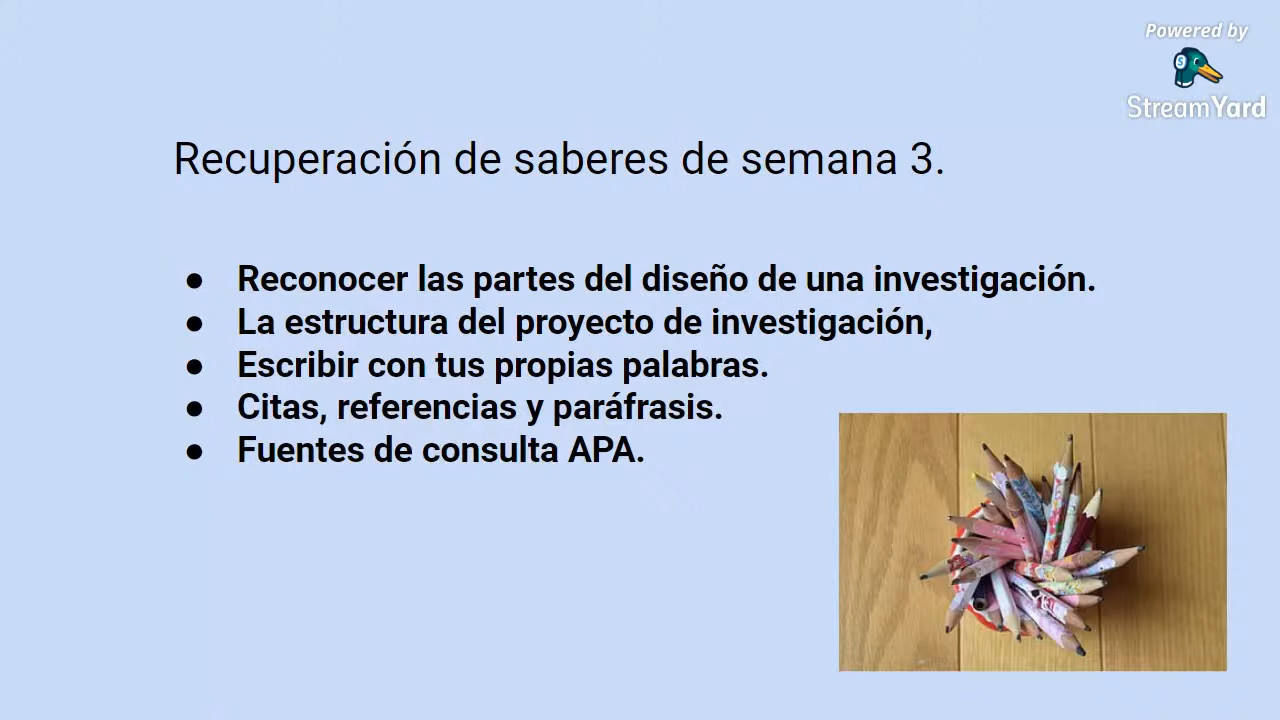 Powered by
StreamYard
Recuperación de saberes de semana 3.
● Reconocer las partes del diseño de una investigación.
● La estructura del proyecto de investigación,
● Escribir con tus propias palabras.
● Citas, referencias y paráfrasis.
● Fuentes de consulta APA.